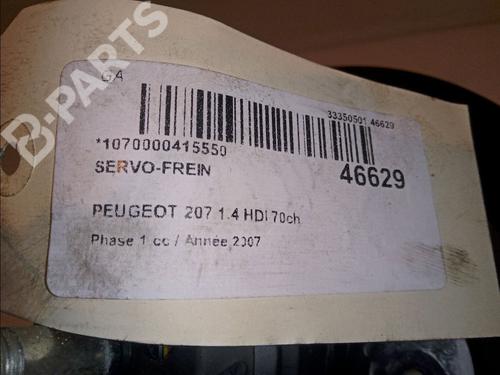 B-PARTS
GA
33350501 46629
*1070000415550
SERVO-FREIN
46629
PEUGEOT 207 1.4 HDI 70ch
Phase 1 cc / Année 2007